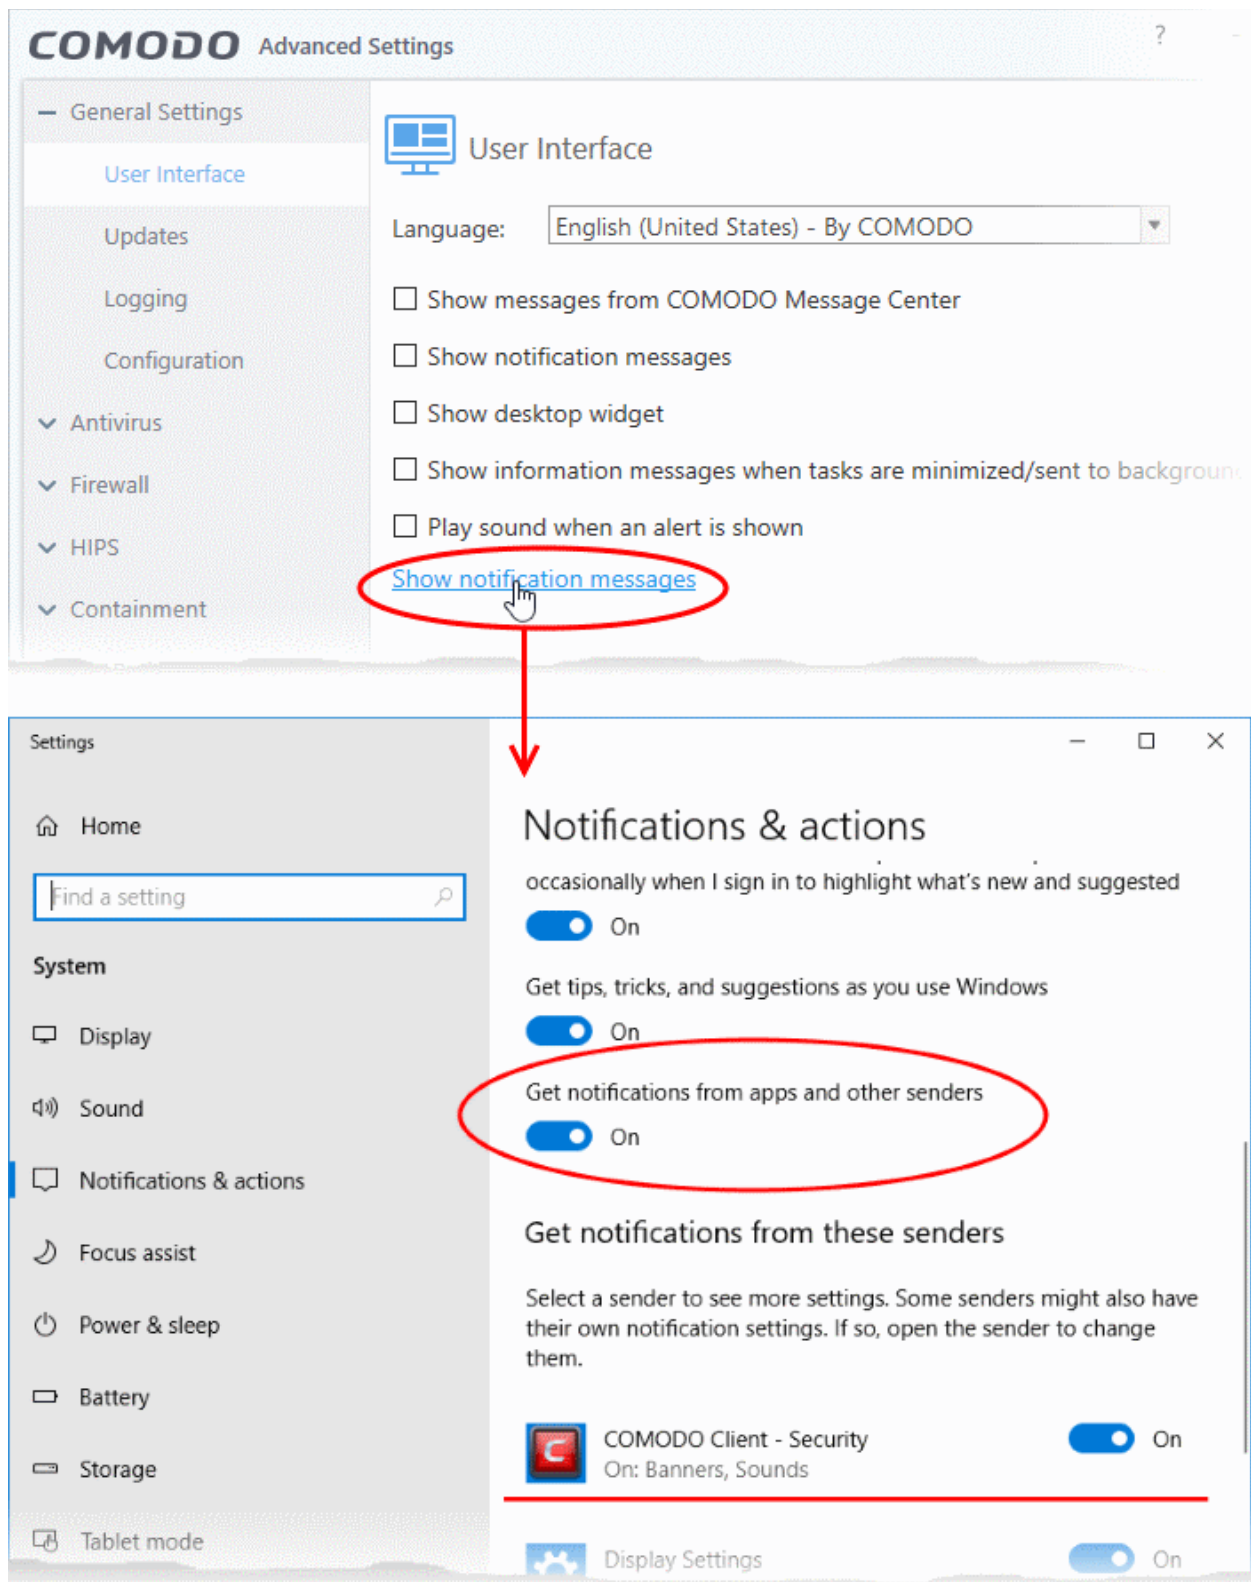 COMODO Advanced Settings
?
General Settings
User Interface
Updates
Logging
Configuration
Antivirus
Firewall
HIPS
Containment
User Interface
Language: English (United States) - By COMODO
Show messages from COMODO Message Center
Show notification messages
Show desktop widget
Show information messages when tasks are minimized/sent to background
Play sound when an alert is shown
Show notification messages
Settings
Home
Find a setting
System
Display
Sound
Notifications & actions
Focus assist
Power & sleep
Battery
Storage
Tablet mode
Notifications & actions
occasionally when I sign in to highlight what's new and suggested
On
Get tips, tricks, and suggestions as you use Windows
On
Get notifications from apps and other senders
On
Get notifications from these senders
Select a sender to see more settings. Some senders might also have
their own notification settings. If so, open the sender to change
them.
COMODO Client - Security
On
On: Banners, Sounds
Display Settings
On